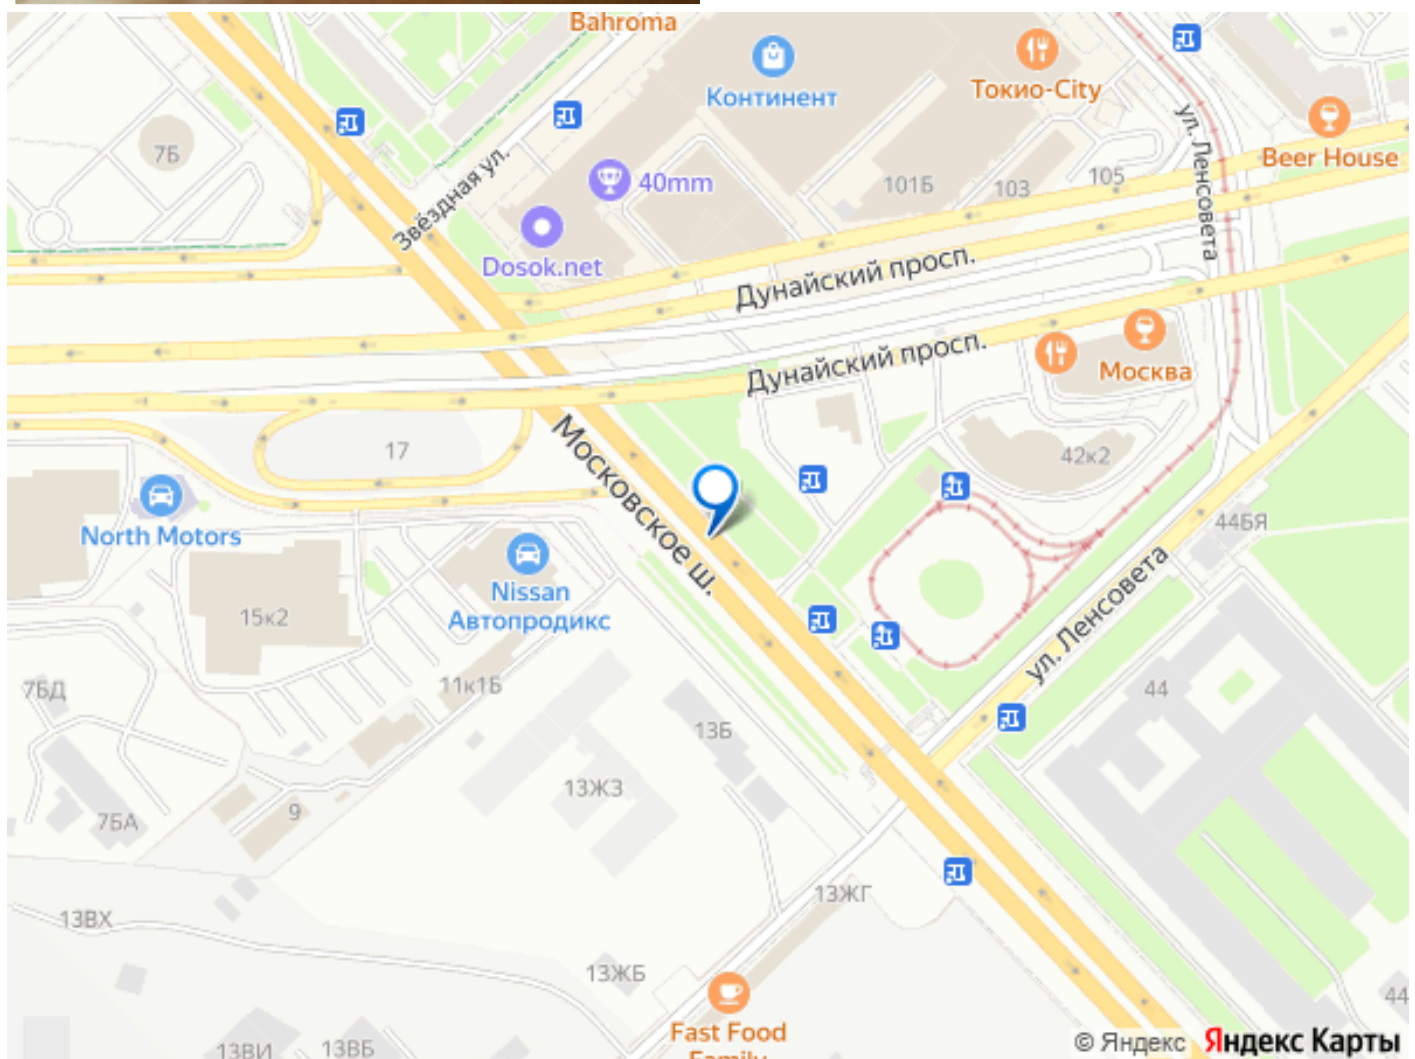 Bahroma
Континент
Токио-City
Beer House
7Б
Звёздная ул.
40mm
101Б
103
105
ул. Ленсовета
Dosok.net
Дунайский просп.
Дунайский просп.
Москва
17
Московское ш.
42к2
44БЯ
North Motors
Nissan
Автопродикс
15к2
ул. Ленсовета
11к1Б
7БД
44
13Б
13ЖЗ
9
7БА
13ЖГ
13ВХ
13ЖБ
44
Fast Food
Family
13ВИ
13ВБ
© Яндекс Яндекс Карты